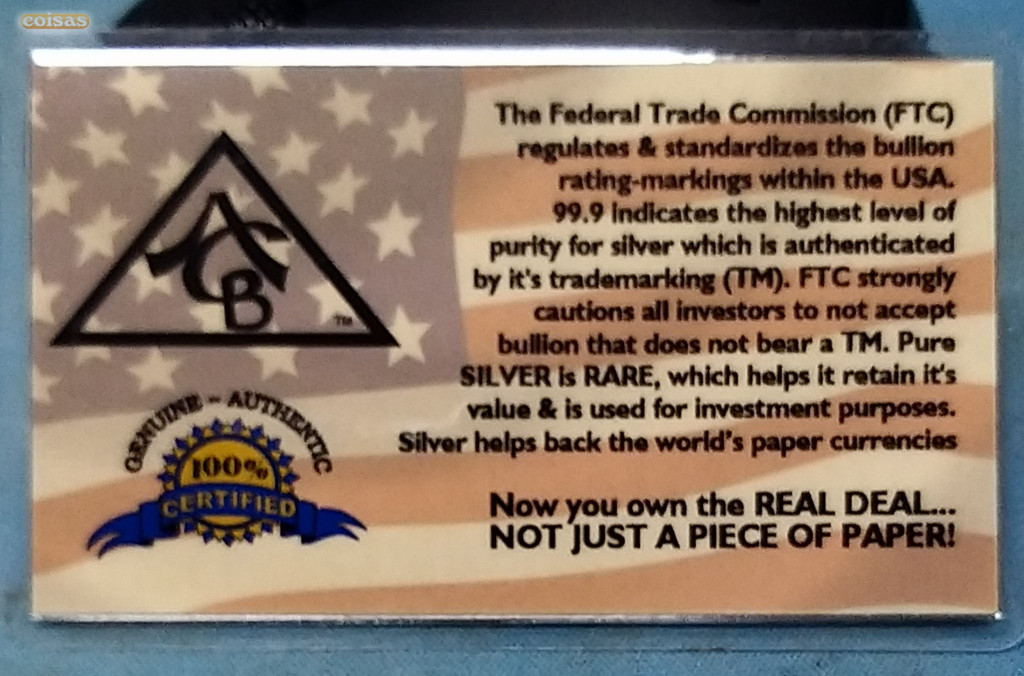 coisas
The Federal Trade Commission (FTC)
regulates & standardizes the bullion
rating-markings within the USA.
99.9 indicates the highest level of
purity for silver which is authenticated
by it's trademarking (TM). FTC strongly
cautions all investors to not accept
bullion that does not bear a TM. Pure
SILVER is RARE, which helps it retain it's
value & is used for investment purposes.
Silver helps back the world's paper currencies
Now you own the REAL DEAL...
NOT JUST A PIECE OF PAPER!
ACB
TM
GENUINE - AUTHENTIC
100%
CERTIFIED